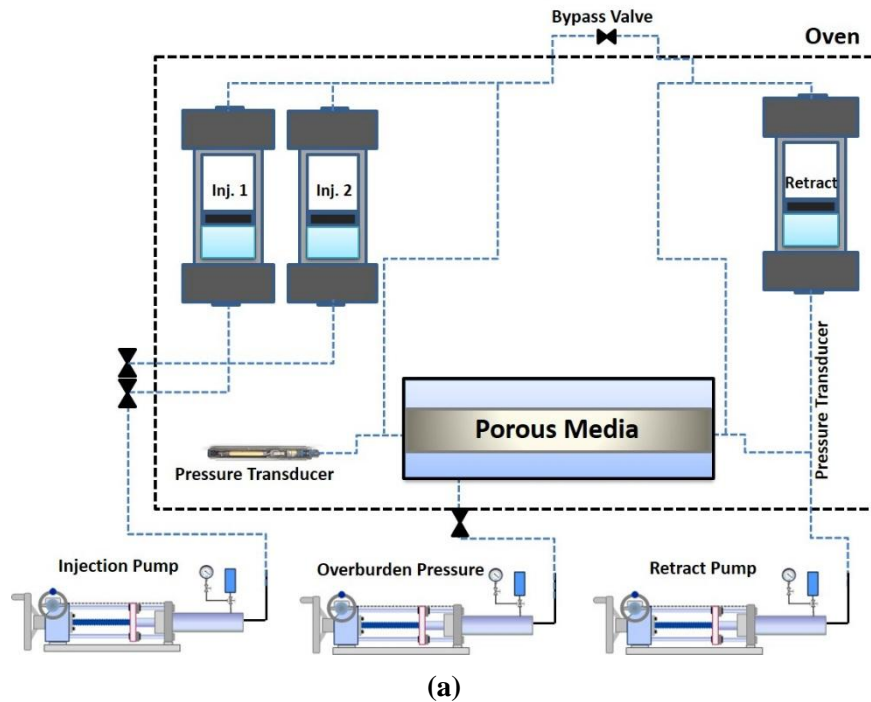 Bypass Valve
Oven
Inj. 1
Inj. 2
Retract
Pressure Transducer
Porous Media
Pressure Transducer
Injection Pump
Overburden Pressure
Retract Pump
(a)